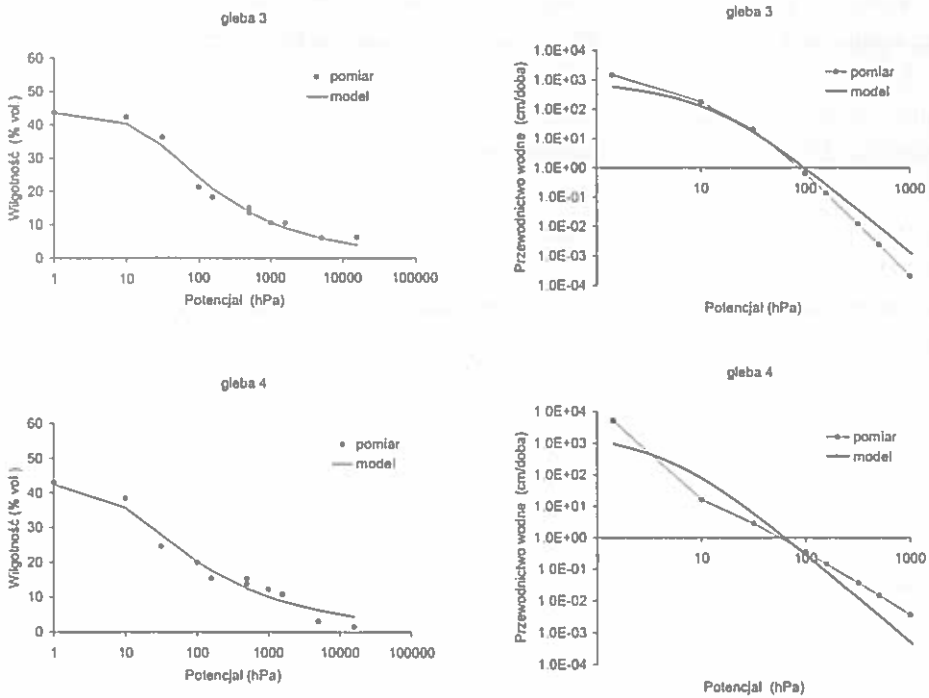 gleba 3
Wilgotność (% vol.)
60
50
40
30
20
10
0
1 10 100 1000 10000 100000
Potencjał (hPa)
pomiar
model
gleba 3
Przewodnictwo wodne (cm/doba)
1.0E+04
1.0E+03
1.0E+02
1.0E+01
1.0E+00
1.0E-01
1.0E-02
1.0E-03
1.0E-04
1 10 100 1000
Potencjał (hPa)
pomiar
model
gleba 4
Wilgotność (% vol.)
60
50
40
30
20
10
0
1 10 100 1000 10000 100000
Potencjał (hPa)
pomiar
model
gleba 4
Przewodnictwo wodne (cm/doba)
1.0E+04
1.0E+03
1.0E+02
1.0E+01
1.0E+00
1.0E-01
1.0E-02
1.0E-03
1.0E-04
1 10 100 1000
Potencjał (hPa)
pomiar
model